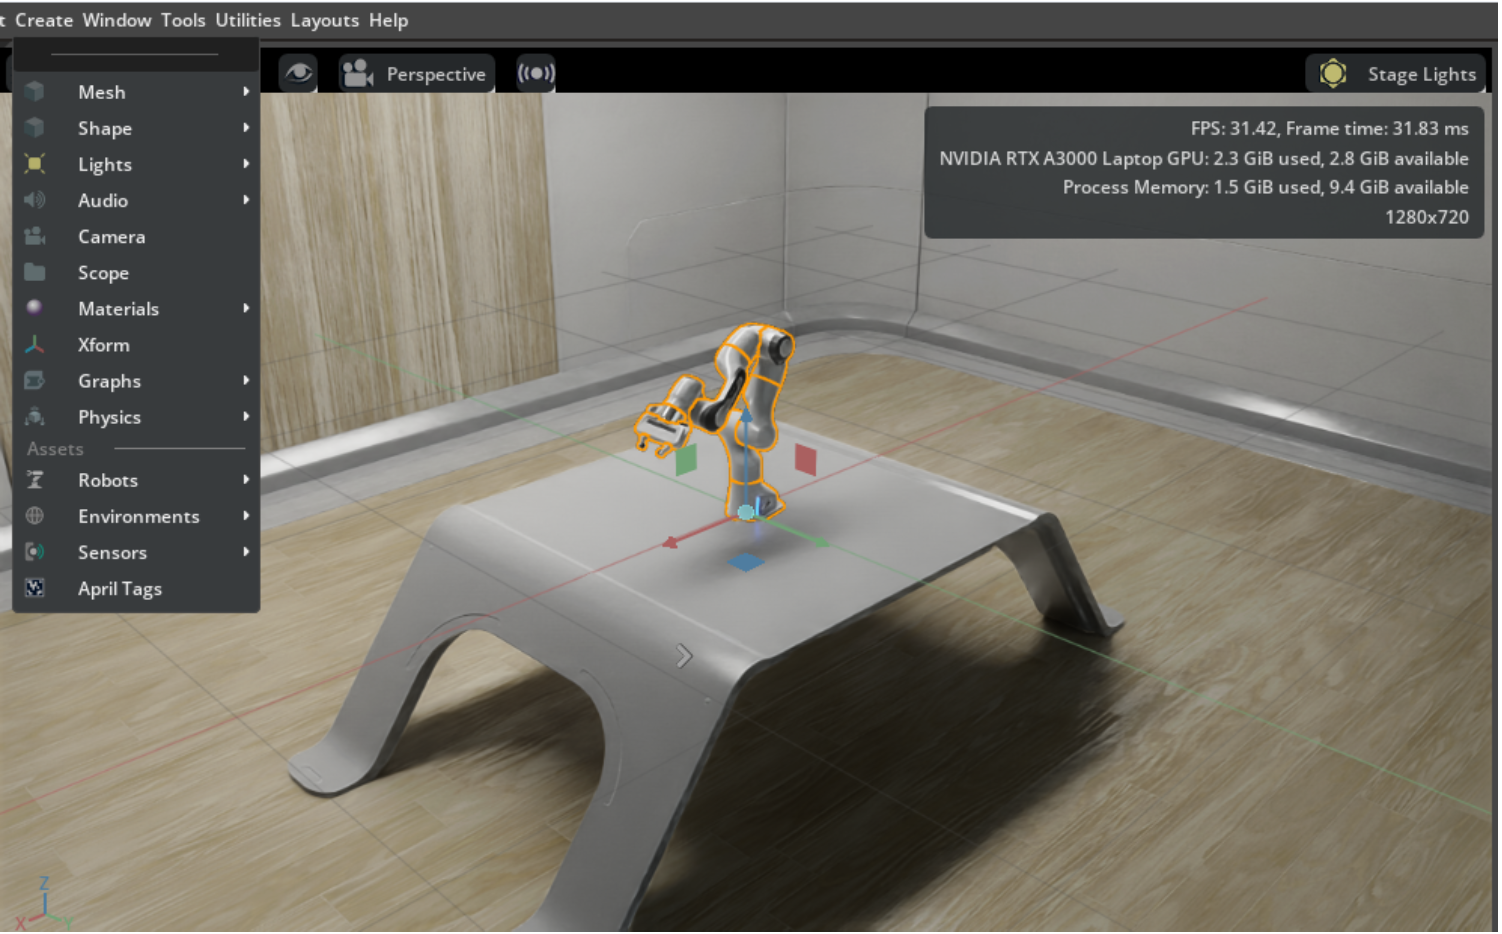 t Create Window Tools Utilities Layouts Help
Perspective
Stage Lights
Mesh
Shape
Lights
Audio
Camera
Scope
Materials
Xform
Graphs
Physics
Assets
Robots
Environments
Sensors
April Tags
FPS: 31.42, Frame time: 31.83 ms
NVIDIA RTX A3000 Laptop GPU: 2.3 GiB used, 2.8 GiB available
Process Memory: 1.5 GiB used, 9.4 GiB available
1280x720
Z
X
Y